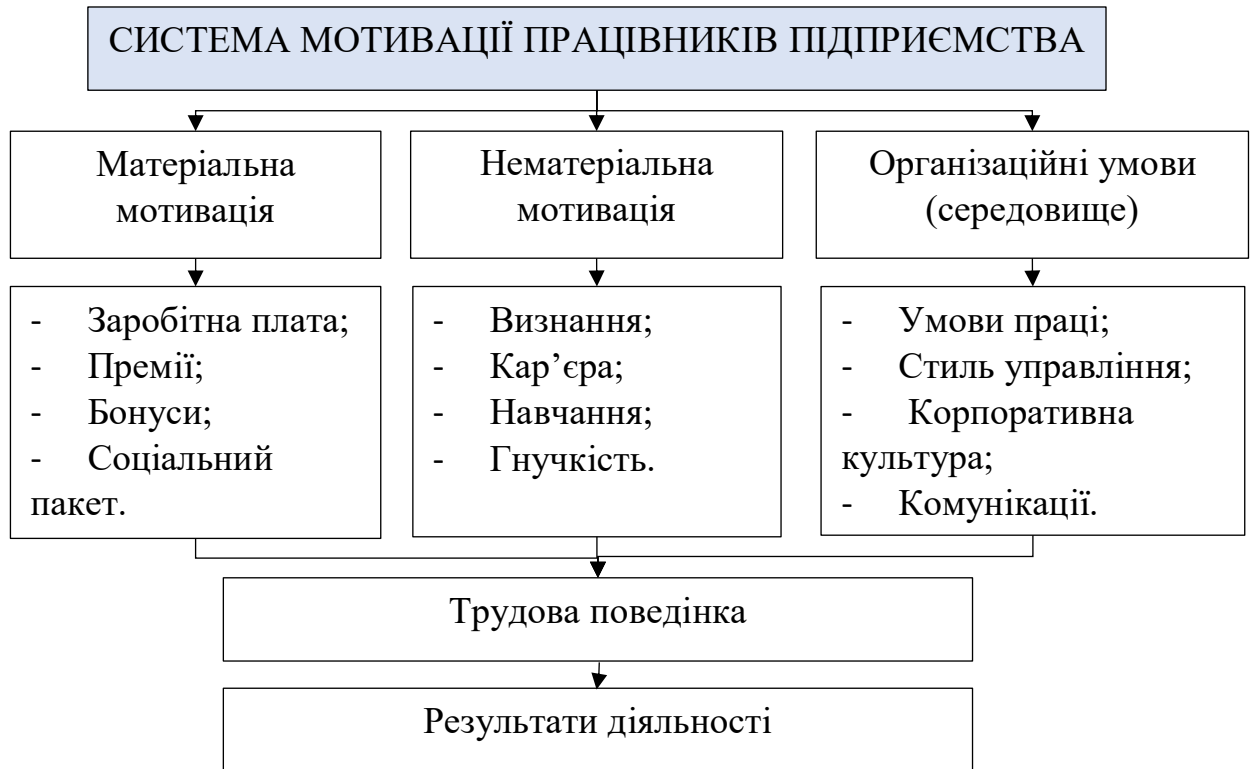 СИСТЕМА МОТИВАЦІЇ ПРАЦІВНИКІВ ПІДПРИЄМСТВА
Матеріальна
мотивація
Нематеріальна
мотивація
Організаційні умови
(середовище)
- Заробітна плата;
- Премії;
- Бонуси;
- Соціальний
пакет.
- Визнання;
- Кар’єра;
- Навчання;
- Гнучкість.
- Умови праці;
- Стиль управління;
- Корпоративна
культура;
- Комунікації.
Трудова поведінка
Результати діяльності